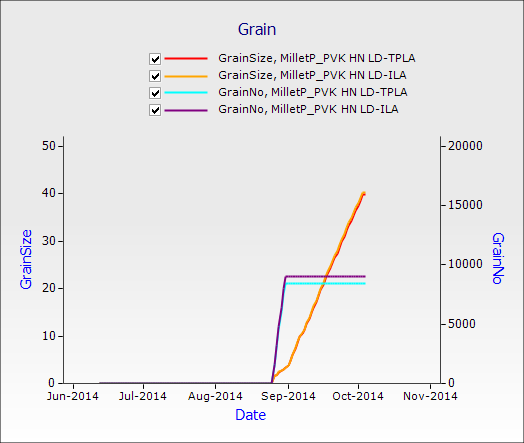 Grain
GrainSize, MilletP_PVK HN LD-TPLA
GrainSize, MilletP_PVK HN LD-ILA
GrainNo, MilletP_PVK HN LD-TPLA
GrainNo, MilletP_PVK HN LD-ILA
50 20000
40 15000
30
GrainSize GrainNo
10000
20
10 5000
0 0
Jun-2014 Jul-2014 Aug-2014 Sep-2014 Oct-2014 Nov-2014
Date